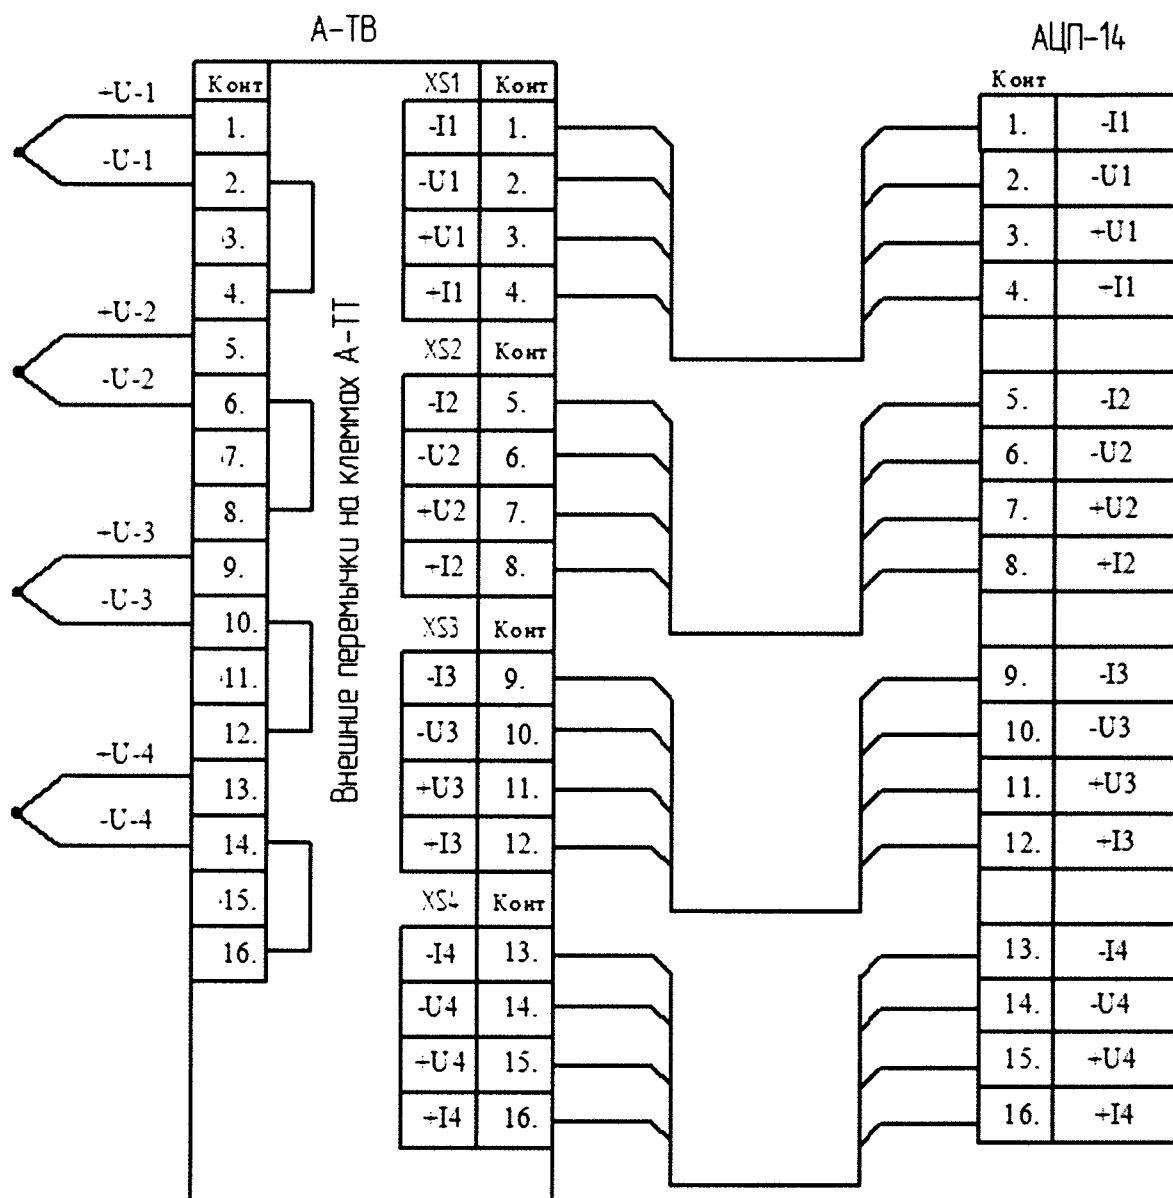 А-ТВ
АЦП-14
+U-1
-U-1
+U-2
-U-2
+U-3
-U-3
+U-4
-U-4
Конт
1.
2.
3.
4.
5.
6.
7.
8.
9.
10.
11.
12.
13.
14.
15.
16.
Внешние перемычки на клеммах А-ТТ
XS1 Конт
-I1 1.
-U1 2.
+U1 3.
+I1 4.
XS2 Конт
-I2 5.
-U2 6.
+U2 7.
+I2 8.
XS3 Конт
-I3 9.
-U3 10.
+U3 11.
+I3 12.
XS4 Конт
-I4 13.
-U4 14.
+U4 15.
+I4 16.
Конт
1. -I1
2. -U1
3. +U1
4. +I1
5. -I2
6. -U2
7. +U2
8. +I2
9. -I3
10. -U3
11. +U3
12. +I3
13. -I4
14. -U4
15. +U4
16. +I4